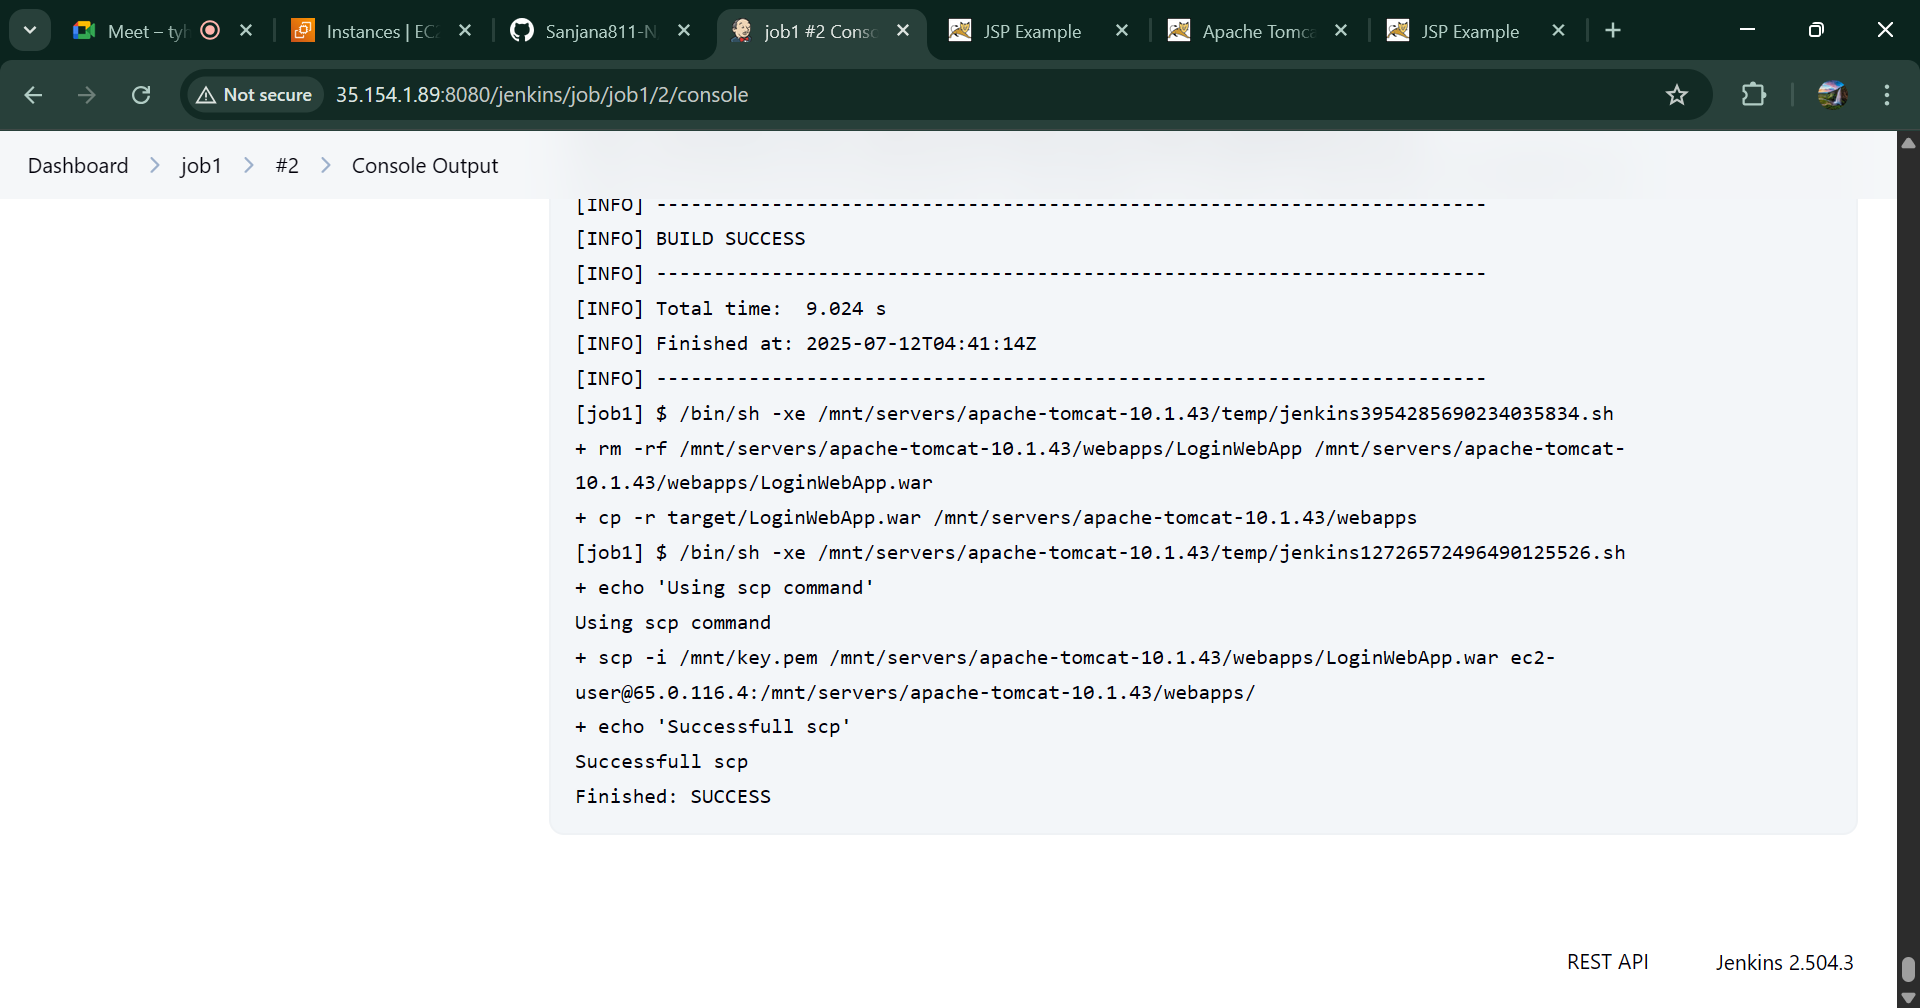 Meet – tyh
Instances | EC2
Sanjana811-N
job1 #2 Conso
JSP Example
Apache Tomca
JSP Example
Not secure
35.154.1.89:8080/jenkins/job/job1/2/console
Dashboard
job1
#2
Console Output
[INFO] ------------------------------------------------------------------------
[INFO] BUILD SUCCESS
[INFO] ------------------------------------------------------------------------
[INFO] Total time:  9.024 s
[INFO] Finished at: 2025-07-12T04:41:14Z
[INFO] ------------------------------------------------------------------------
[job1] $ /bin/sh -xe /mnt/servers/apache-tomcat-10.1.43/temp/jenkins3954285690234035834.sh
+ rm -rf /mnt/servers/apache-tomcat-10.1.43/webapps/LoginWebApp /mnt/servers/apache-tomcat-
10.1.43/webapps/LoginWebApp.war
+ cp -r target/LoginWebApp.war /mnt/servers/apache-tomcat-10.1.43/webapps
[job1] $ /bin/sh -xe /mnt/servers/apache-tomcat-10.1.43/temp/jenkins12726572496490125526.sh
+ echo 'Using scp command'
Using scp command
+ scp -i /mnt/key.pem /mnt/servers/apache-tomcat-10.1.43/webapps/LoginWebApp.war ec2-
user@65.0.116.4:/mnt/servers/apache-tomcat-10.1.43/webapps/
+ echo 'Successfull scp'
Successfull scp
Finished: SUCCESS
REST API
Jenkins 2.504.3